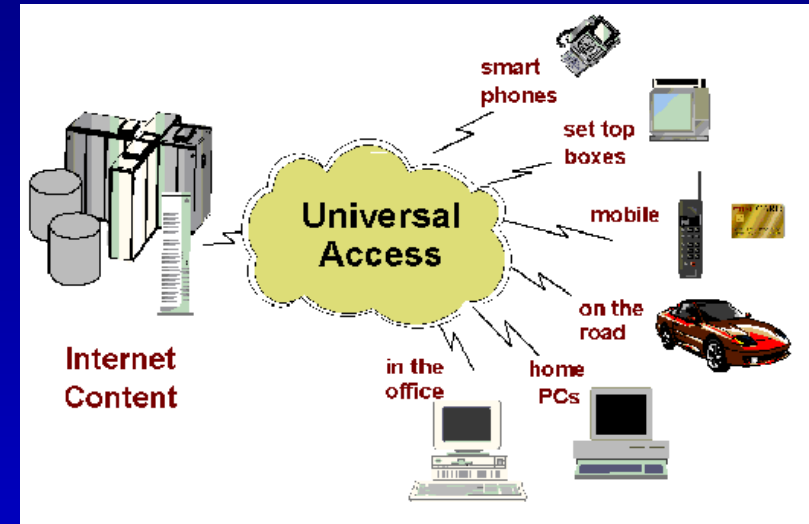 smart
phones
set top
boxes
mobile
Universal
Access
on the
road
Internet
Content
in the
office
home
PCs